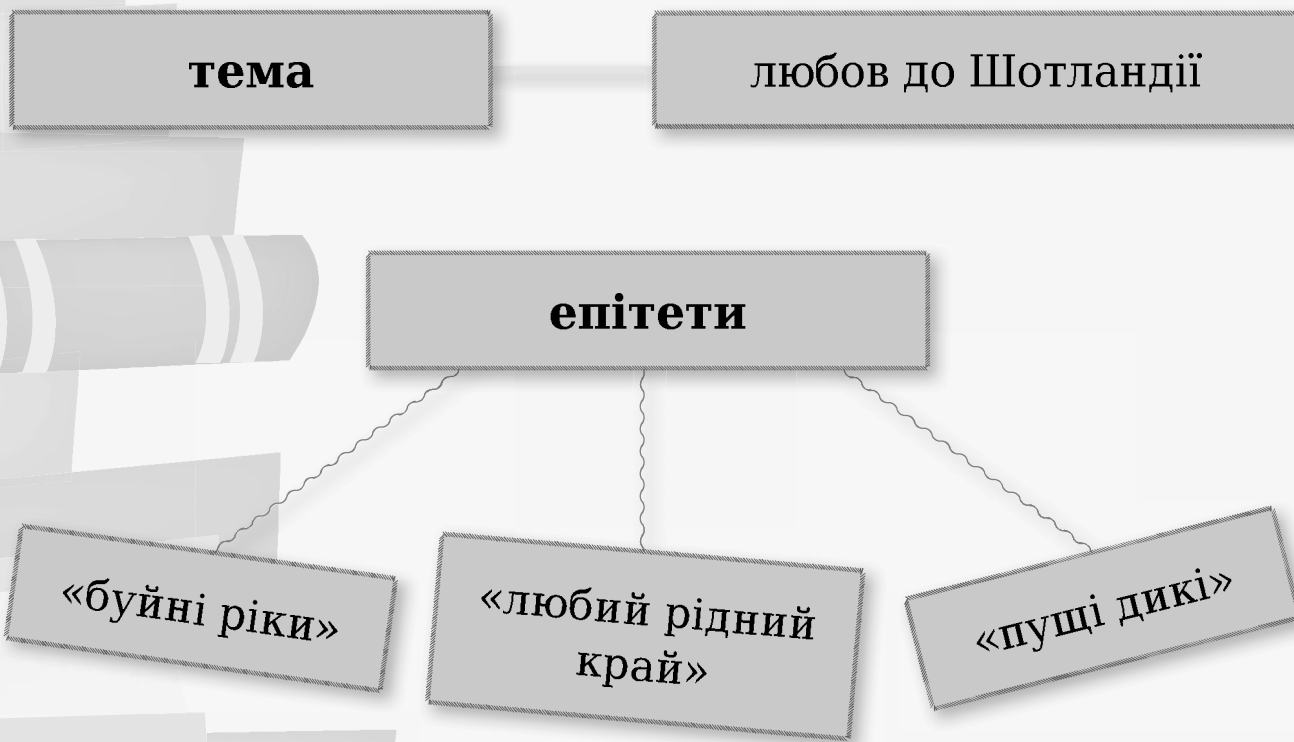 тема
любов до Шотландії
епітети
«буйні ріки»
«любий рідний
край»
«пущі дикі»